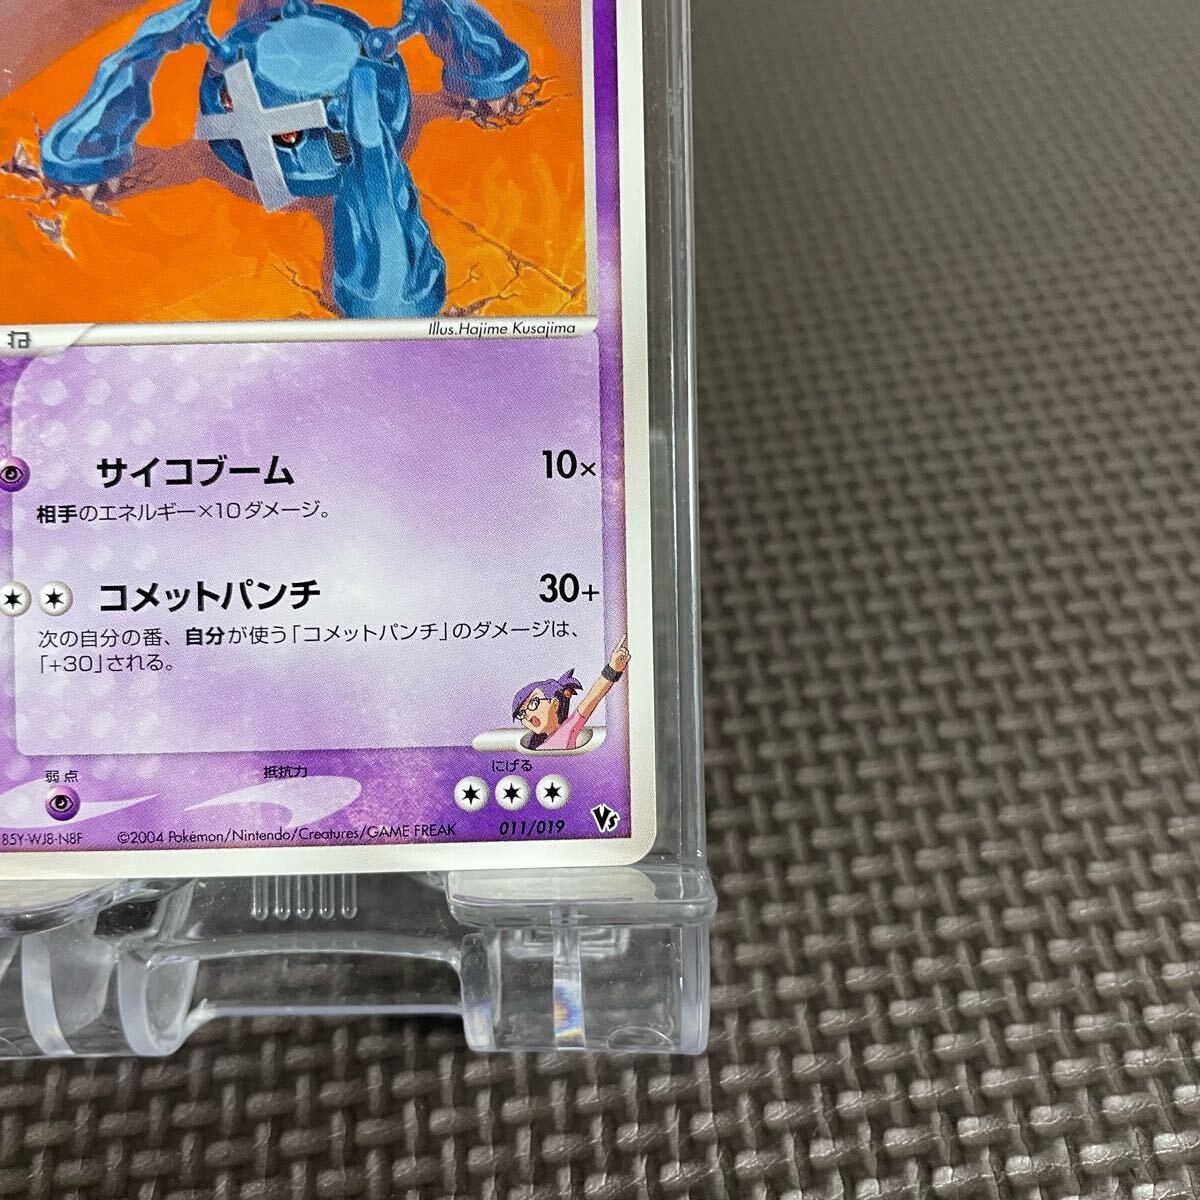 Illus.Hajime Kusajima
サイコブーム 10×
相手のエネルギー×10ダメージ。
コメットパンチ 30+
次の自分の番、自分が使う「コメットパンチ」のダメージは、
「+30」される。
弱点 抵抗力 にげる
85Y-WJ8-N8F ©2004 Pokémon/Nintendo/Creatures/GAME FREAK 011/019 Vs